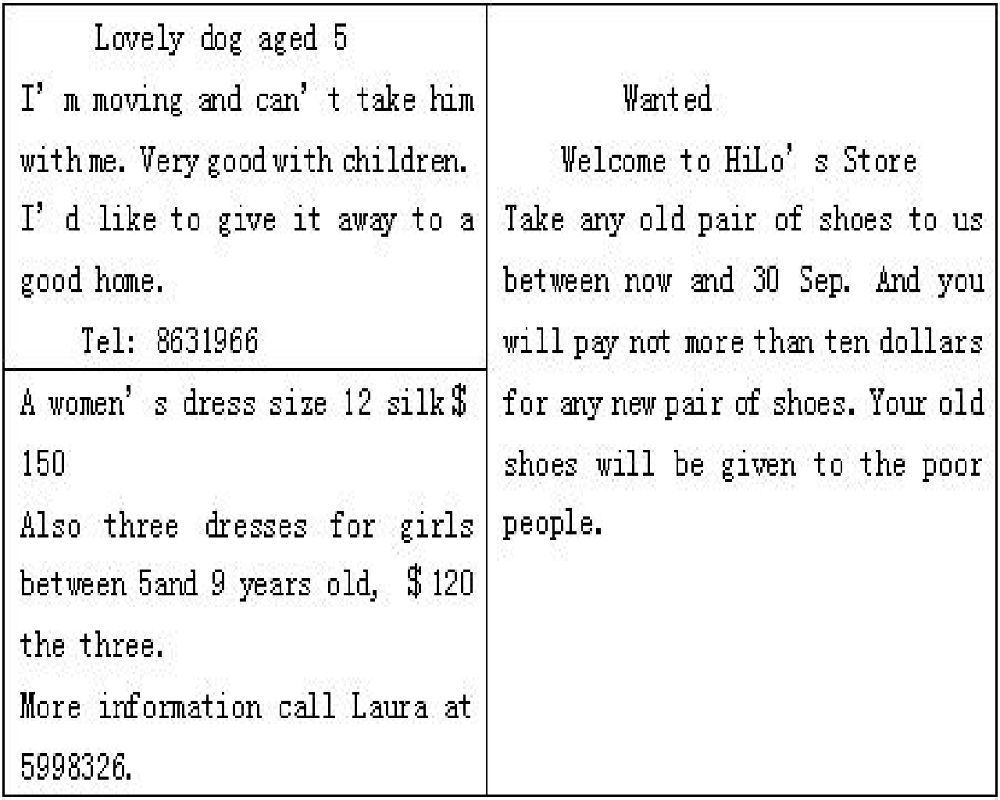 Lovely dog aged 5
I'm moving and can't take him
with me. Very good with children.
I'd like to give it away to a
good home.
Tel: 8631966
A women's dress size 12 silk $
150
Also three dresses for girls
between 5and 9 years old, $120
the three.
More information call Laura at
5998326.
Wanted
Welcome to HiLo's Store
Take any old pair of shoes to us
between now and 30 Sep. And you
will pay not more than ten dollars
for any new pair of shoes. Your old
shoes will be given to the poor
people.